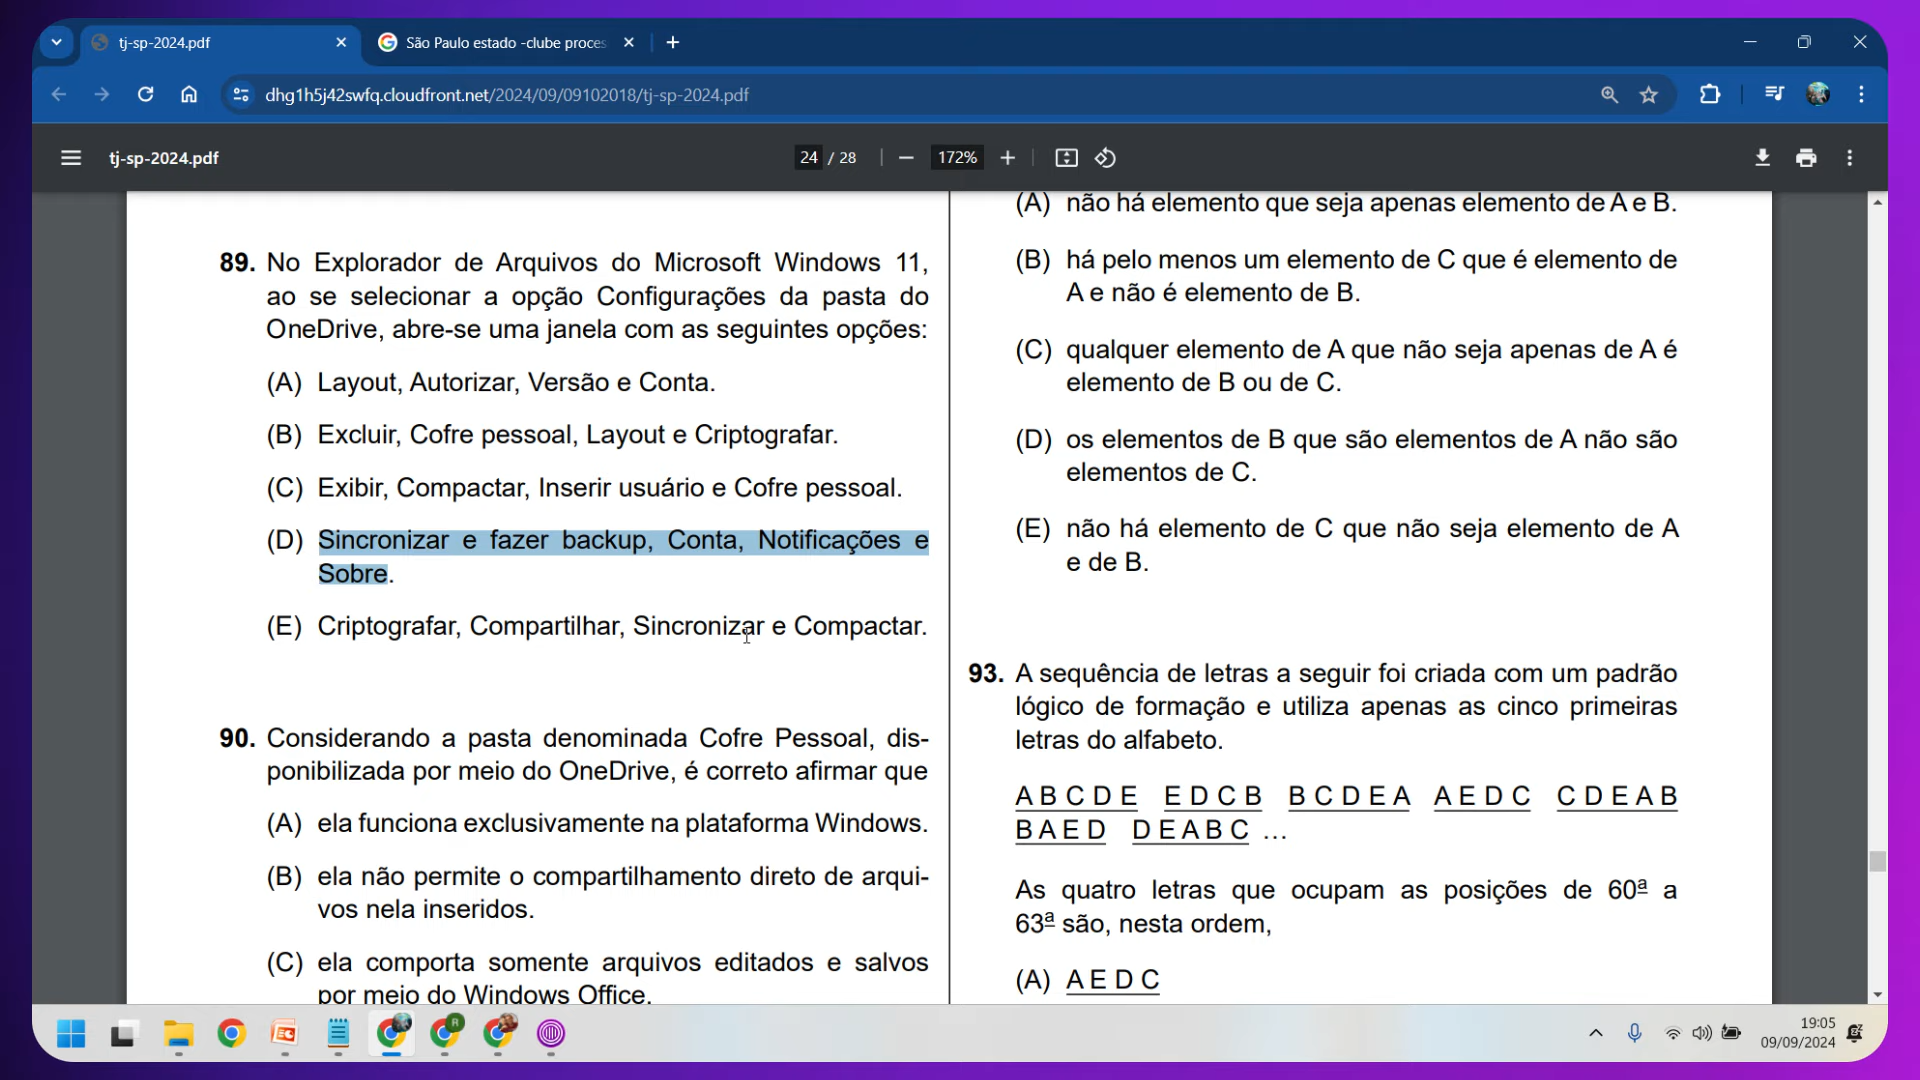 tj-sp-2024.pdf
São Paulo estado -clube proces
dhg1h5j42swfq.cloudfront.net/2024/09/09102018/tj-sp-2024.pdf
tj-sp-2024.pdf
24 / 28
172%
89. No Explorador de Arquivos do Microsoft Windows 11,
ao se selecionar a opção Configurações da pasta do
OneDrive, abre-se uma janela com as seguintes opções:
(A) Layout, Autorizar, Versão e Conta.
(B) Excluir, Cofre pessoal, Layout e Criptografar.
(C) Exibir, Compactar, Inserir usuário e Cofre pessoal.
(D) Sincronizar e fazer backup, Conta, Notificações e
Sobre.
(E) Criptografar, Compartilhar, Sincronizar e Compactar.
90. Considerando a pasta denominada Cofre Pessoal, dis-
ponibilizada por meio do OneDrive, é correto afirmar que
(A) ela funciona exclusivamente na plataforma Windows.
(B) ela não permite o compartilhamento direto de arqui-
vos nela inseridos.
(C) ela comporta somente arquivos editados e salvos
por meio do Windows Office.
(A) não há elemento que seja apenas elemento de A e B.
(B) há pelo menos um elemento de C que é elemento de
A e não é elemento de B.
(C) qualquer elemento de A que não seja apenas de A é
elemento de B ou de C.
(D) os elementos de B que são elementos de A não são
elementos de C.
(E) não há elemento de C que não seja elemento de A
e de B.
93. A sequência de letras a seguir foi criada com um padrão
lógico de formação e utiliza apenas as cinco primeiras
letras do alfabeto.
A B C D E E D C B B C D E A A E D C C D E A B
B A E D D E A B C …
As quatro letras que ocupam as posições de 60ª a
63ª são, nesta ordem,
(A) A E D C
R
19:05
09/09/2024